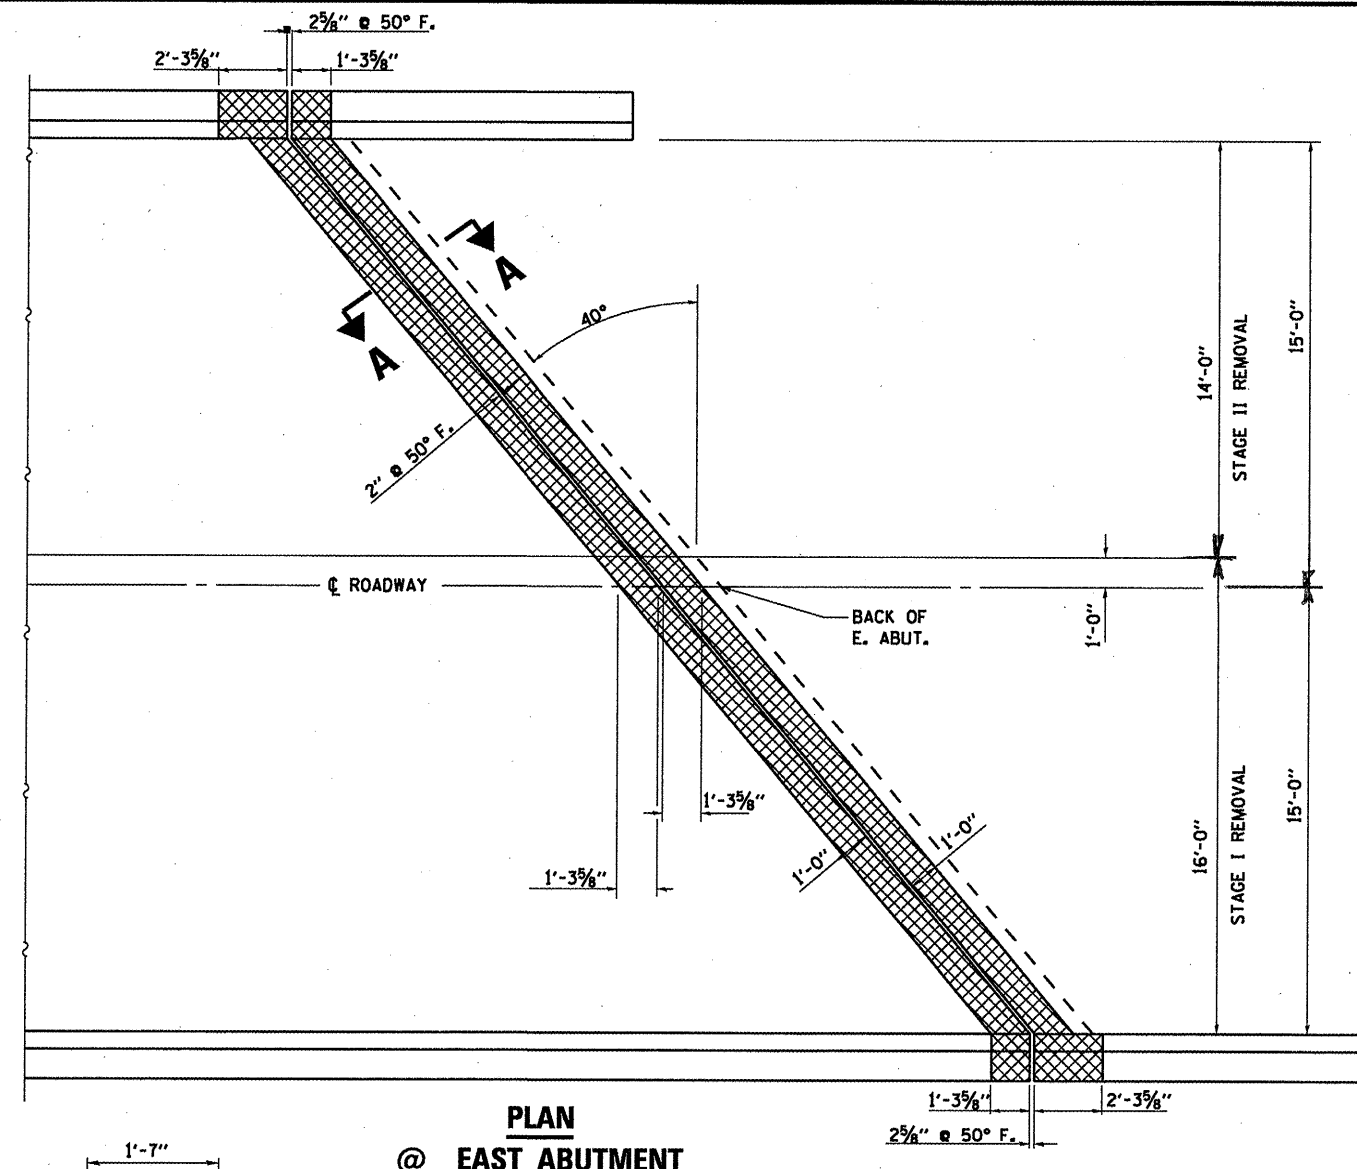 2⅝" @ 50° F.
2'-3⅝"
1'-3⅝"
A
A
40°
2" @ 50° F.
14'-0"
STAGE II REMOVAL
15'-0"
℄ ROADWAY
BACK OF
E. ABUT.
1'-0"
1'-3⅝"
1'-3⅝"
1'-0"
1'-0"
16'-0"
STAGE I REMOVAL
15'-0"
1'-3⅝"
2'-3⅝"
2⅝" @ 50° F.
PLAN
@ EAST ABUTMENT
1'-7"